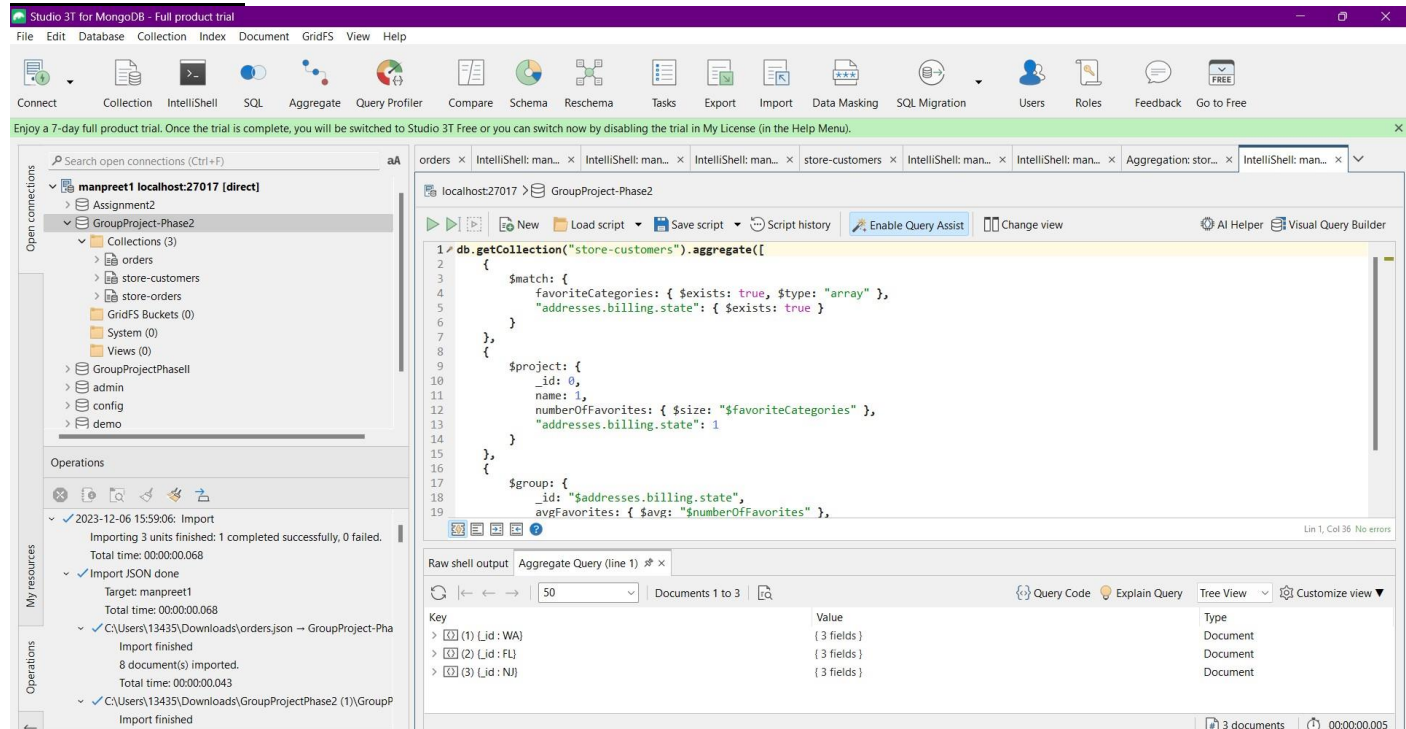 Studio 3T for MongoDB - Full product trial
File Edit Database Collection Index Document GridFS View Help
Connect Collection IntelliShell SQL Aggregate Query Profiler Compare Schema Reschema Tasks Export Import Data Masking SQL Migration Users Roles Feedback Go to Free
Enjoy a 7-day full product trial. Once the trial is complete, you will be switched to Studio 3T Free or you can switch now by disabling the trial in My License (in the Help Menu).
Open connections
My resources
Operations
Search open connections (Ctrl+F) aA
manpreet1 localhost:27017 [direct]
Assignment2
GroupProject-Phase2
Collections (3)
orders
store-customers
store-orders
GridFS Buckets (0)
System (0)
Views (0)
GroupProjectPhaseII
admin
config
demo
Operations
2023-12-06 15:59:06: Import
Importing 3 units finished: 1 completed successfully, 0 failed.
Total time: 00:00:00.068
Import JSON done
Target: manpreet1
Total time: 00:00:00.068
C:\Users\13435\Downloads\orders.json → GroupProject-Pha
Import finished
8 document(s) imported.
Total time: 00:00:00.043
C:\Users\13435\Downloads\GroupProjectPhase2 (1)\GroupP
Import finished
orders IntelliShell: man... IntelliShell: man... IntelliShell: man... store-customers IntelliShell: man... IntelliShell: man... Aggregation: stor... IntelliShell: man...
localhost:27017 > GroupProject-Phase2
New Load script Save script Script history Enable Query Assist Change view AI Helper Visual Query Builder
1 db.getCollection("store-customers").aggregate([
2 {
3 $match: {
4 favoriteCategories: { $exists: true, $type: "array" },
5 "addresses.billing.state": { $exists: true }
6 }
7 },
8 {
9 $project: {
10 _id: 0,
11 name: 1,
12 numberOfFavorites: { $size: "$favoriteCategories" },
13 "addresses.billing.state": 1
14 }
15 },
16 {
17 $group: {
18 _id: "$addresses.billing.state",
19 avgFavorites: { $avg: "$numberOfFavorites" },
Lin 1, Col 36 No errors
Raw shell output Aggregate Query (line 1)
50 Documents 1 to 3 Query Code Explain Query Tree View Customize view
Key Value Type
(1) {_id : WA} { 3 fields } Document
(2) {_id : FL} { 3 fields } Document
(3) {_id : NJ} { 3 fields } Document
3 documents 00:00:00.005